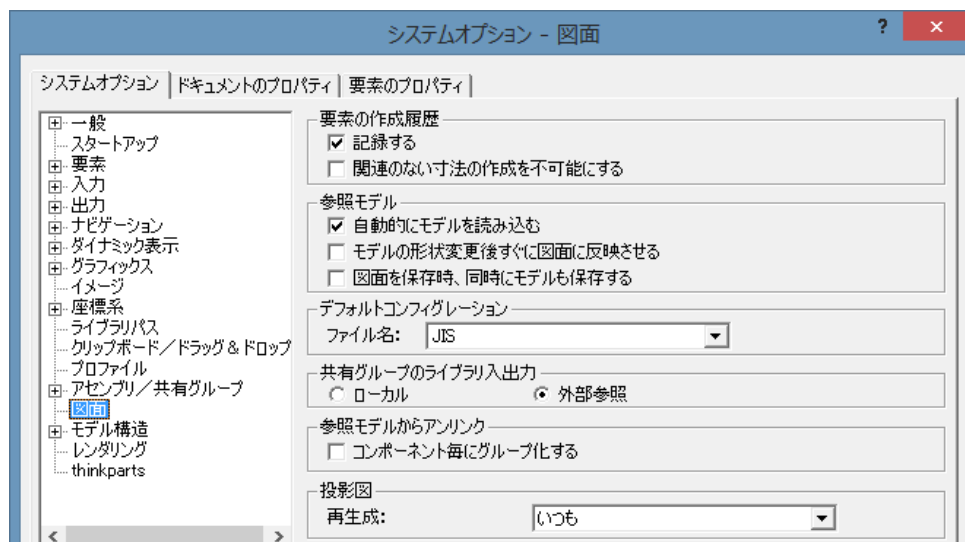 システムオプション - 図面
?
×
システムオプション
ドキュメントのプロパティ
要素のプロパティ
一般
スタートアップ
要素
入力
出力
ナビゲーション
ダイナミック表示
グラフィックス
イメージ
座標系
ライブラリパス
クリップボード／ドラッグ＆ドロップ
プロファイル
アセンブリ／共有グループ
図面
モデル構造
レンダリング
thinkparts
要素の作成履歴
記録する
関連のない寸法の作成を不可能にする
参照モデル
自動的にモデルを読み込む
モデルの形状変更後すぐに図面に反映させる
図面を保存時、同時にモデルも保存する
デフォルトコンフィグレーション
ファイル名: JIS
共有グループのライブラリ入出力
ローカル 外部参照
参照モデルからアンリンク
コンポーネント毎にグループ化する
投影図
再生成: いつも